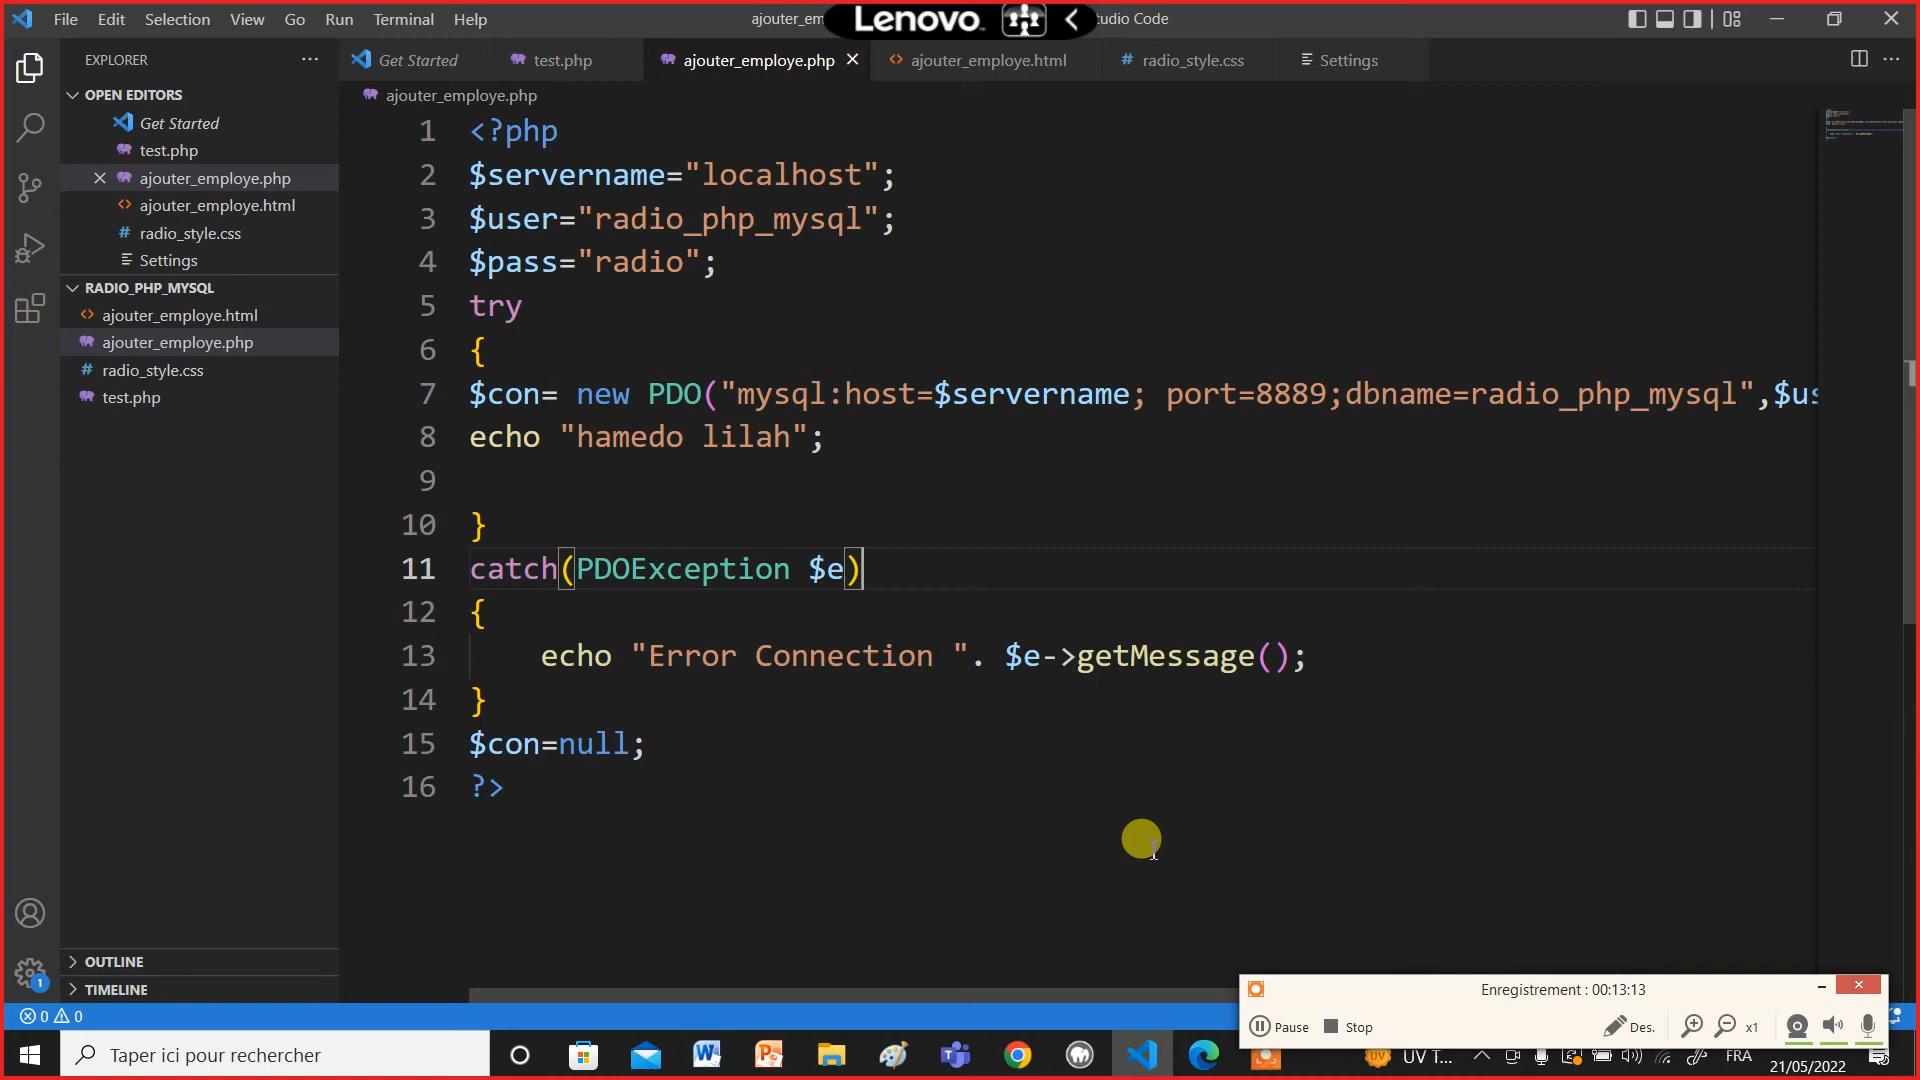 File Edit Selection View Go Run Terminal Help
ajouter_em
Lenovo
tudio Code
EXPLORER
Get Started
test.php
ajouter_employe.php
ajouter_employe.html
# radio_style.css
Settings
OPEN EDITORS
Get Started
test.php
ajouter_employe.php
ajouter_employe.html
# radio_style.css
Settings
RADIO_PHP_MYSQL
ajouter_employe.html
ajouter_employe.php
# radio_style.css
test.php
OUTLINE
TIMELINE
ajouter_employe.php
1 <?php
2 $servername="localhost";
3 $user="radio_php_mysql";
4 $pass="radio";
5 try
6 {
7 $con= new PDO("mysql:host=$servername; port=8889;dbname=radio_php_mysql",$us
8 echo "hamedo lilah";
9
10 }
11 catch(PDOException $e)
12 {
13 echo "Error Connection ". $e->getMessage();
14 }
15 $con=null;
16 ?>
1
0 0
Enregistrement : 00:13:13
Pause Stop
Des.
x1
Taper ici pour rechercher
UV
UV T...
FRA
21/05/2022